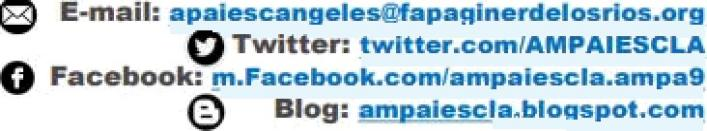 E-mail: apaiescangeles@fapaginerdelosrios.org
Twitter: twitter.com/AMPAIESCLA
Facebook: m.Facebook.com/ampaiescla.ampa9
Blog: ampaiescla.blogspot.com